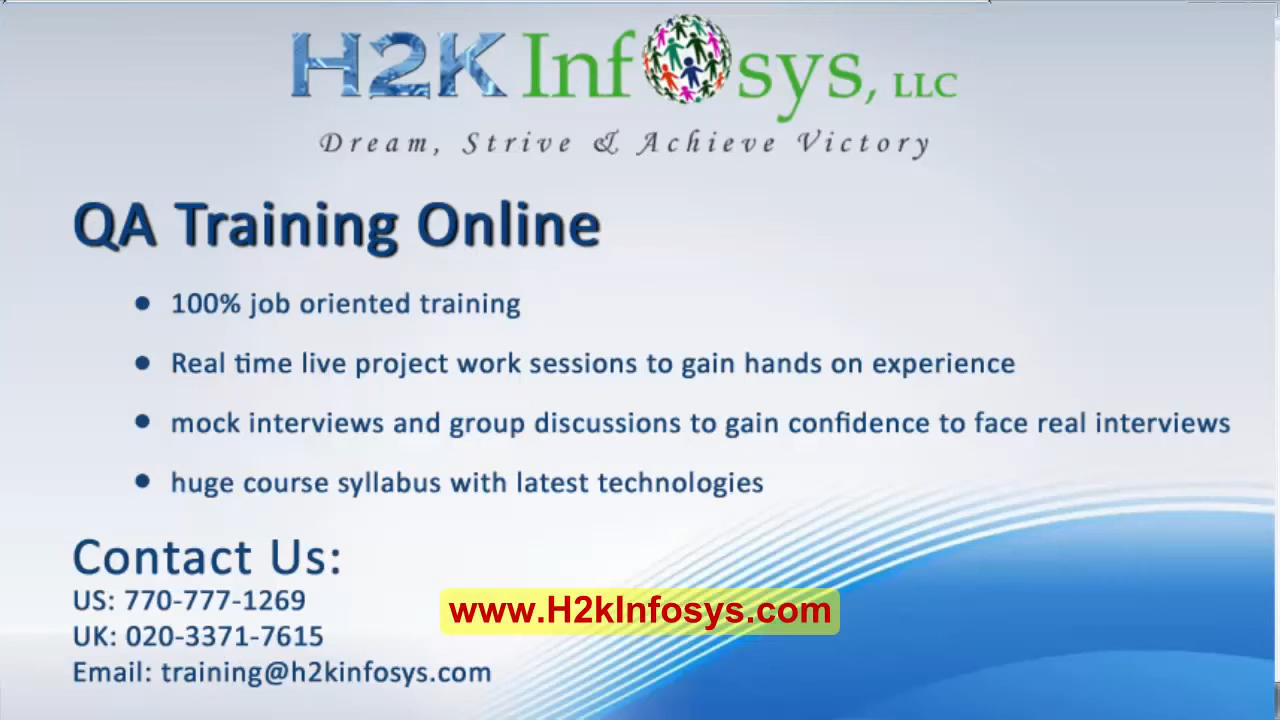 H2K Infosys, LLC
Dream, Strive & Achieve Victory
QA Training Online
• 100% job oriented training
• Real time live project work sessions to gain hands on experience
• mock interviews and group discussions to gain confidence to face real interviews
• huge course syllabus with latest technologies
Contact Us:
US: 770-777-1269
UK: 020-3371-7615
Email: training@h2kinfosys.com
www.H2kInfosys.com